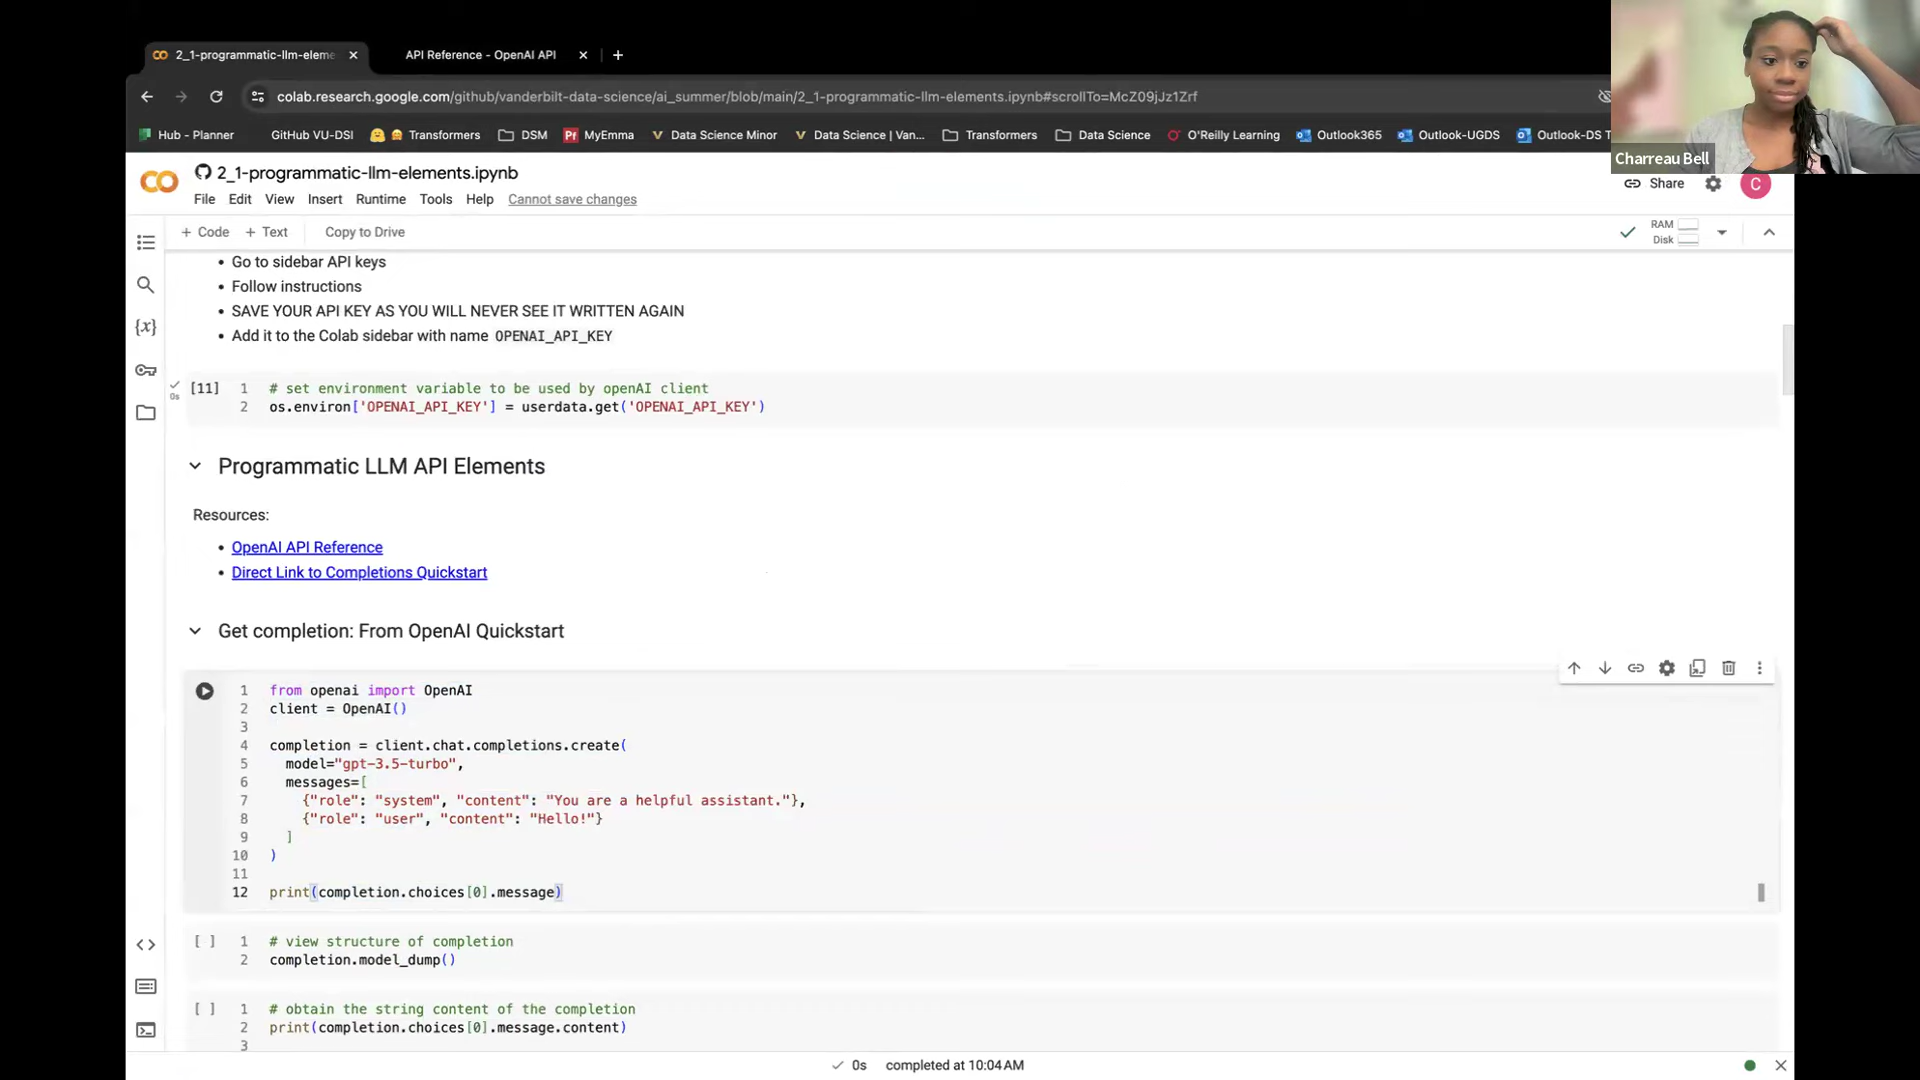 2_1-programmatic-llm-eleme
API Reference - OpenAI API
colab.research.google.com/github/vanderbilt-data-science/ai_summer/blob/main/2_1-programmatic-llm-elements.ipynb#scrollTo=McZ09jJz1Zrf
Hub - Planner
GitHub VU-DSI
Transformers
DSM
Pf MyEmma
Data Science Minor
Data Science | Van...
Transformers
Data Science
O'Reilly Learning
Outlook365
Outlook-UGDS
Outlook-DS T
Charreau Bell
2_1-programmatic-llm-elements.ipynb
File Edit View Insert Runtime Tools Help Cannot save changes
Share
C
+ Code + Text Copy to Drive
RAM
Disk
• Go to sidebar API keys
• Follow instructions
• SAVE YOUR API KEY AS YOU WILL NEVER SEE IT WRITTEN AGAIN
• Add it to the Colab sidebar with name OPENAI_API_KEY
{x}
0s
[11] 1 # set environment variable to be used by openAI client
2 os.environ['OPENAI_API_KEY'] = userdata.get('OPENAI_API_KEY')
Programmatic LLM API Elements
Resources:
• OpenAI API Reference
• Direct Link to Completions Quickstart
Get completion: From OpenAI Quickstart
1 from openai import OpenAI
2 client = OpenAI()
3
4 completion = client.chat.completions.create(
5 model="gpt-3.5-turbo",
6 messages=[
7 {"role": "system", "content": "You are a helpful assistant."},
8 {"role": "user", "content": "Hello!"}
9 ]
10 )
11
12 print(completion.choices[0].message)
[ ] 1 # view structure of completion
2 completion.model_dump()
[ ] 1 # obtain the string content of the completion
2 print(completion.choices[0].message.content)
3
0s completed at 10:04 AM